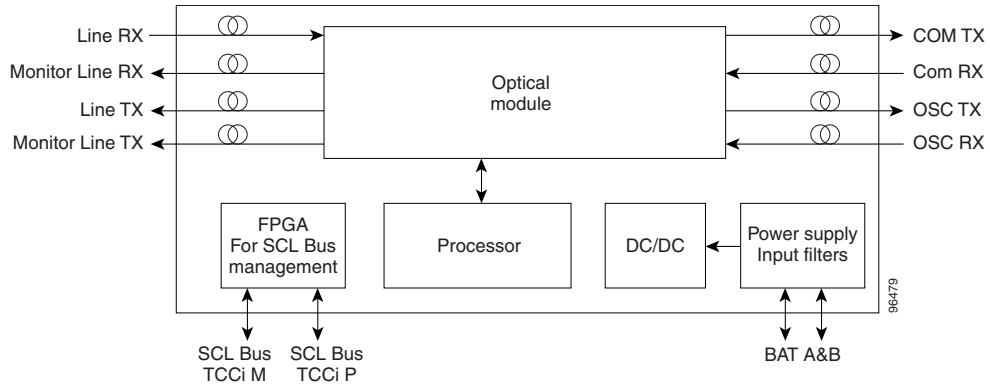 Line RX
Monitor Line RX
Line TX
Monitor Line TX
Optical
module
COM TX
Com RX
OSC TX
OSC RX
FPGA
For SCL Bus
management
Processor
DC/DC
Power supply
Input filters
SCL Bus
TCCi M
SCL Bus
TCCi P
BAT A&B
96479